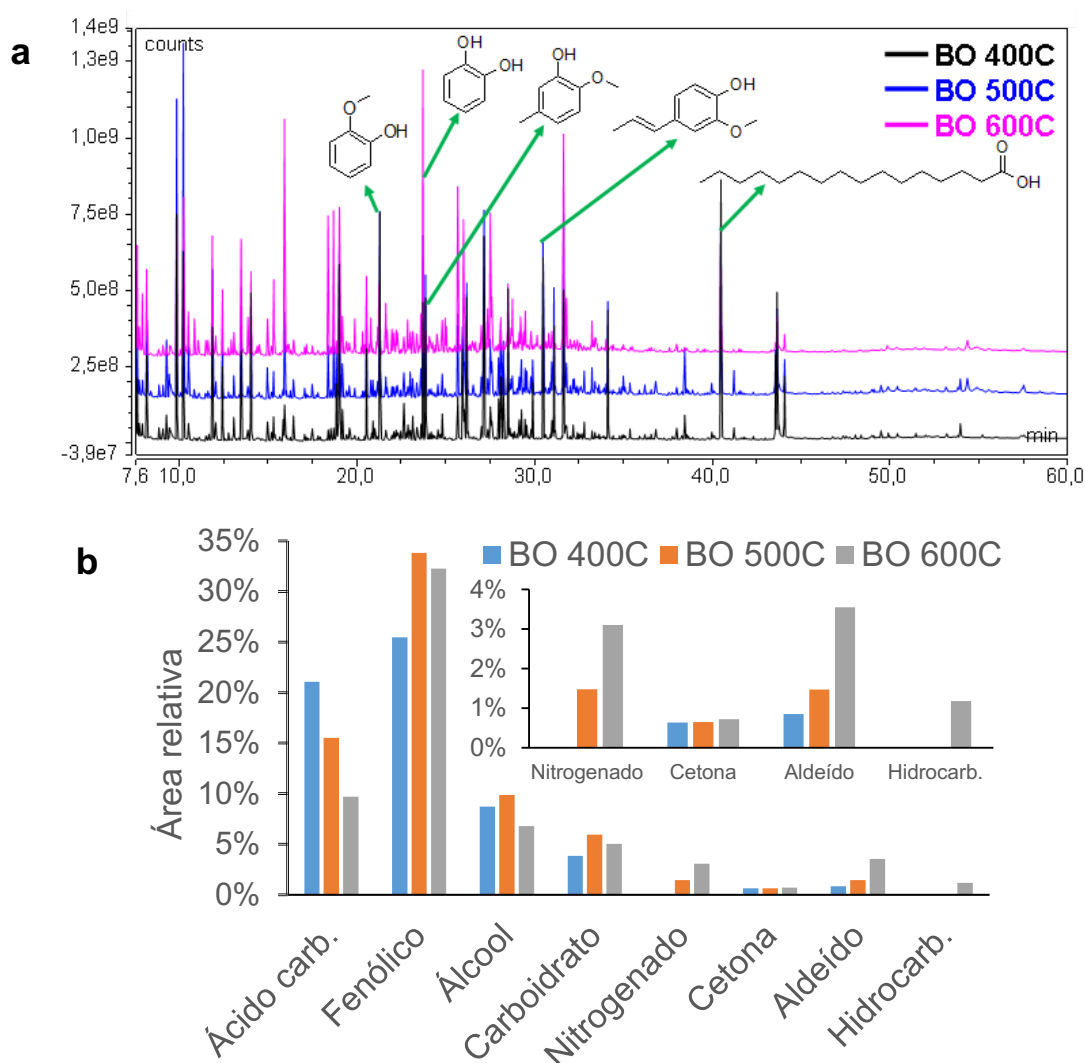 a
counts
1,4e9
1,3e9
1,0e9
7,5e8
5,0e8
2,5e8
-3,9e7
BO 400C
BO 500C
BO 600C
O
OH
OH
OH
OH
O
OH
O
O
OH
min
7,6 10,0 20,0 30,0 40,0 50,0 60,0
b
BO 400C BO 500C BO 600C
Área relativa
35%
30%
25%
20%
15%
10%
5%
0%
4%
3%
2%
1%
0%
Nitrogenado Cetona Aldeído Hidrocarb.
Ácido carb.
Fenólico
Álcool
Carboidrato
Nitrogenado
Cetona
Aldeído
Hidrocarb.